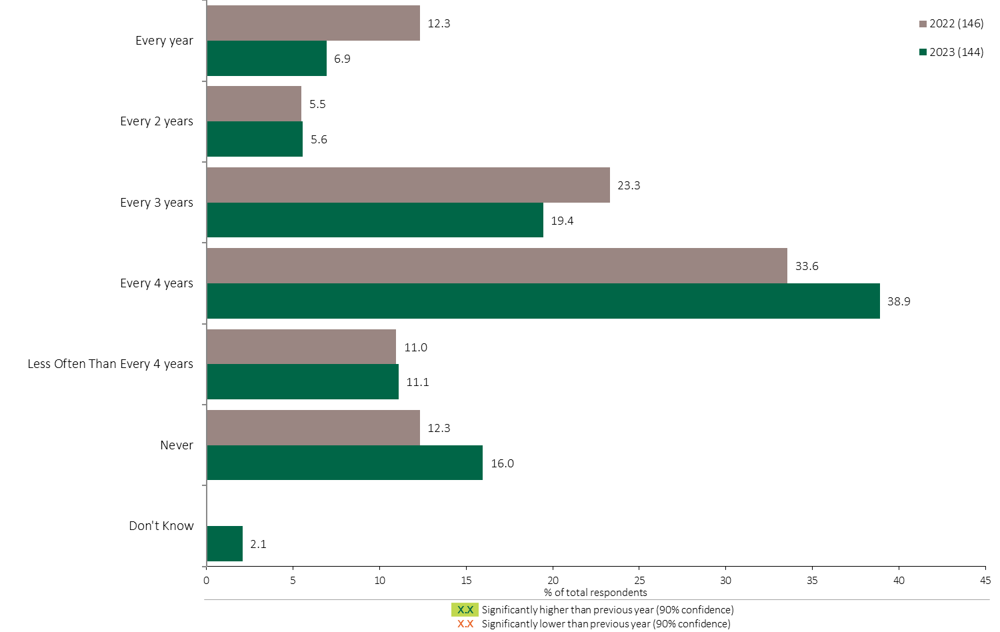 2022 (146)
2023 (144)
Every year
12.3
6.9
Every 2 years
5.5
5.6
Every 3 years
23.3
19.4
Every 4 years
33.6
38.9
Less Often Than Every 4 years
11.0
11.1
Never
12.3
16.0
Don't Know
2.1
0 5 10 15 20 25 30 35 40 45
% of total respondents
X.X Significantly higher than previous year (90% confidence)
X.X Significantly lower than previous year (90% confidence)